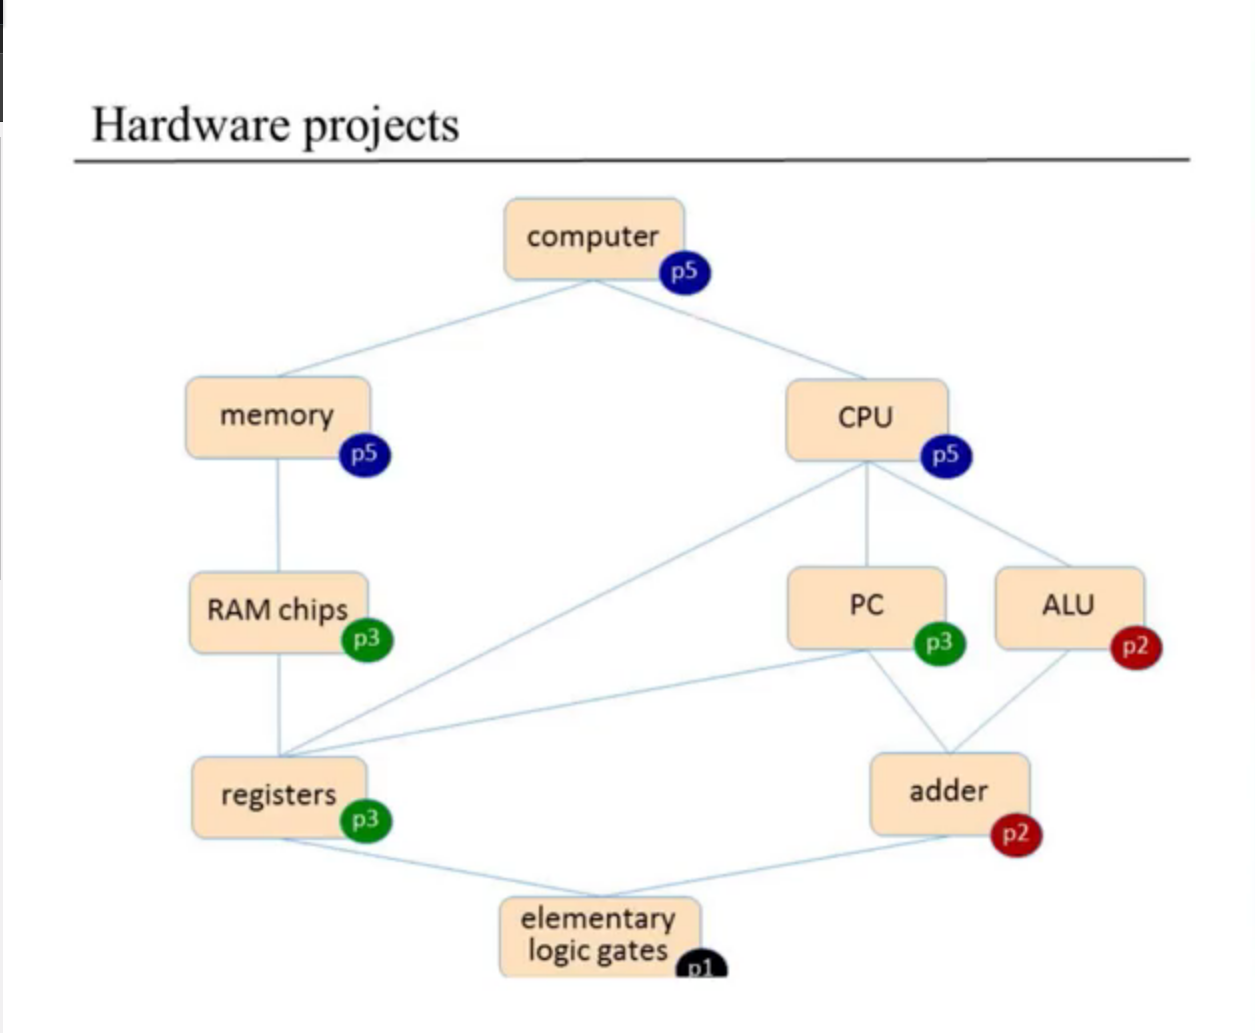 Hardware projects
computer
p5
memory
p5
CPU
p5
RAM chips
p3
PC
p3
ALU
p2
registers
p3
adder
p2
elementary
logic gates
p1